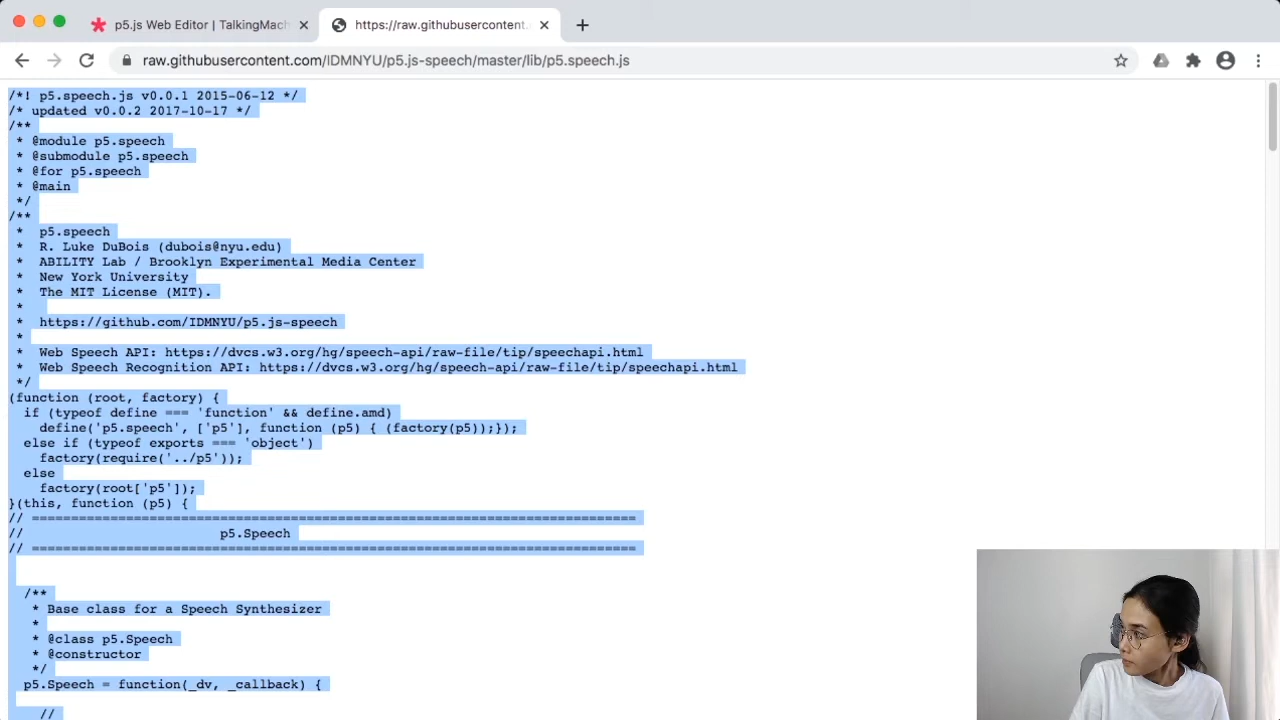 p5.js Web Editor | TalkingMach
https://raw.githubusercontent.
raw.githubusercontent.com/IDMNYU/p5.js-speech/master/lib/p5.speech.js
/*! p5.speech.js v0.0.1 2015-06-12 */
/* updated v0.0.2 2017-10-17 */
/**
 * @module p5.speech
 * @submodule p5.speech
 * @for p5.speech
 * @main
 */
/**
 *  p5.speech
 *  R. Luke DuBois (dubois@nyu.edu)
 *  ABILITY Lab / Brooklyn Experimental Media Center
 *  New York University
 *  The MIT License (MIT).
 *
 *  https://github.com/IDMNYU/p5.js-speech
 *
 *  Web Speech API: https://dvcs.w3.org/hg/speech-api/raw-file/tip/speechapi.html
 *  Web Speech Recognition API: https://dvcs.w3.org/hg/speech-api/raw-file/tip/speechapi.html
 */
(function (root, factory) {
  if (typeof define === 'function' && define.amd)
    define('p5.speech', ['p5'], function (p5) { (factory(p5));});
  else if (typeof exports === 'object')
    factory(require('../p5'));
  else
    factory(root['p5']);
}(this, function (p5) {
// =============================================================================
//                         p5.Speech
// =============================================================================
  /**
   * Base class for a Speech Synthesizer
   *
   * @class p5.Speech
   * @constructor
   */
  p5.Speech = function(_dv, _callback) {
    //